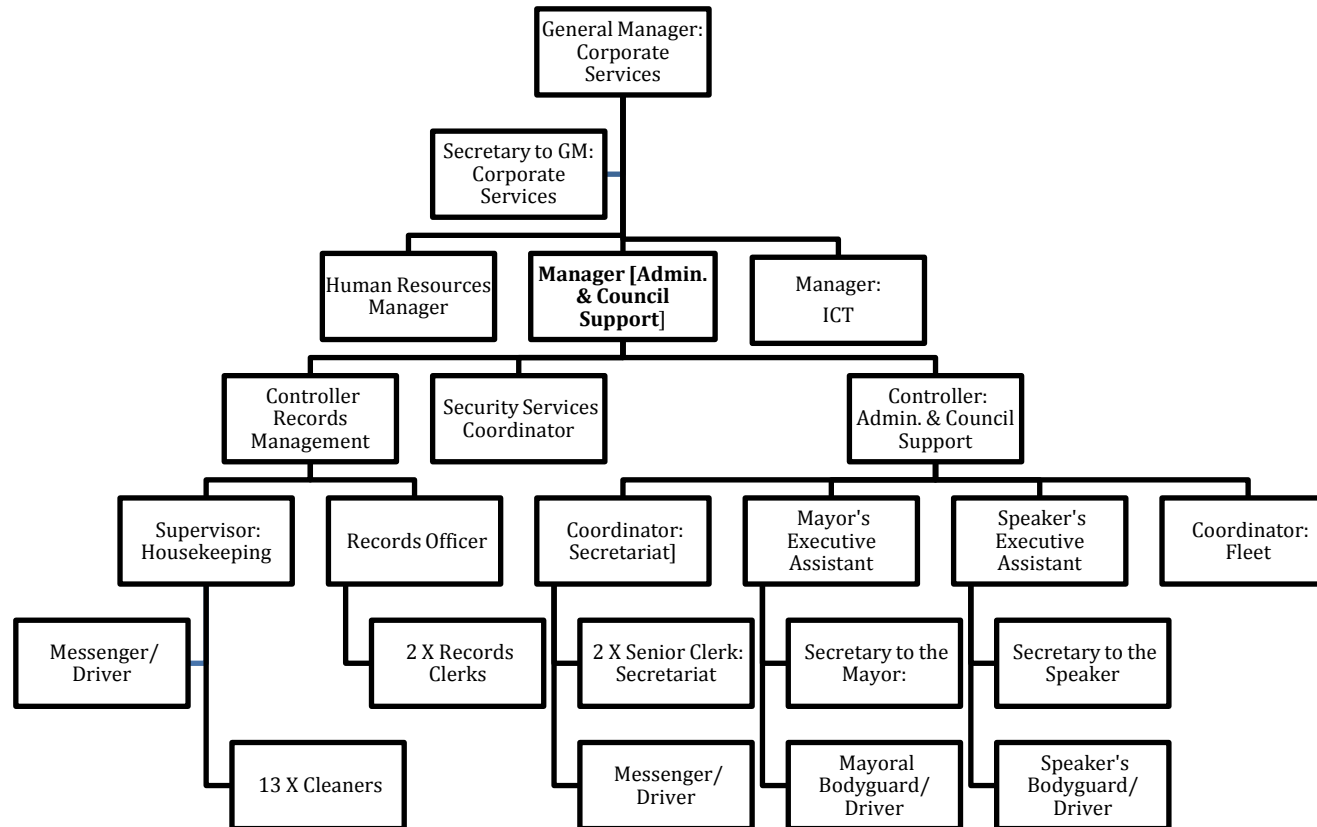 General Manager:
Corporate
Services
Secretary to GM:
Corporate
Services
Human Resources
Manager
Manager [Admin.
& Council
Support]
Manager:
ICT
Controller
Records
Management
Security Services
Coordinator
Controller:
Admin. & Council
Support
Supervisor:
Housekeeping
Records Officer
Coordinator:
Secretariat]
Mayor's
Executive
Assistant
Speaker's
Executive
Assistant
Coordinator:
Fleet
Messenger/
Driver
2 X Records
Clerks
2 X Senior Clerk:
Secretariat
Secretary to the
Mayor:
Secretary to the
Speaker
13 X Cleaners
Messenger/
Driver
Mayoral
Bodyguard/
Driver
Speaker's
Bodyguard/
Driver